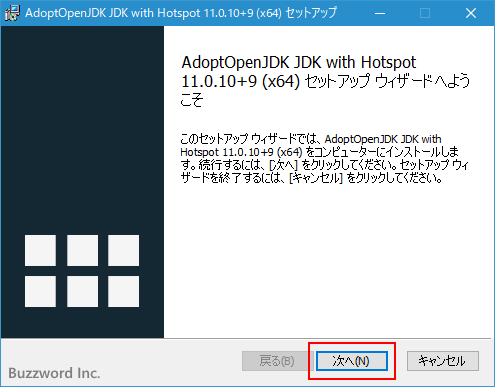 AdoptOpenJDK JDK with Hotspot 11.0.10+9 (x64) セットアップ
AdoptOpenJDK JDK with Hotspot
11.0.10+9 (x64) セットアップ ウィザードへよう
こそ
このセットアップ ウィザードでは、AdoptOpenJDK JDK with
Hotspot 11.0.10+9 (x64) をコンピューターにインストールしま
す。続行するには、[次へ] をクリックしてください。セットアップ ウィ
ザードを終了するには、[キャンセル] をクリックしてください。
戻る(B)
次へ(N)
キャンセル
Buzzword Inc.